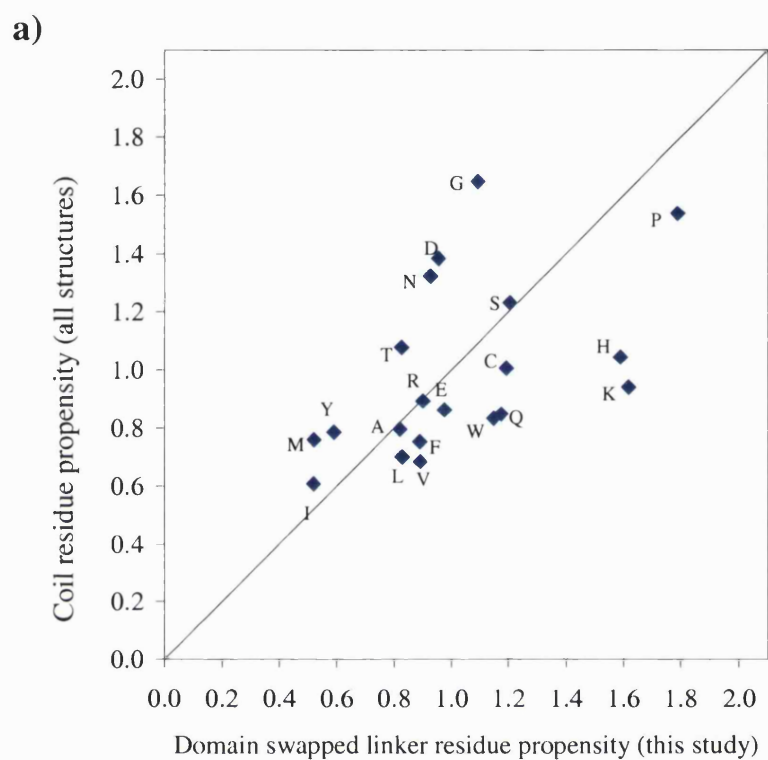 a)
Coil residue propensity (all structures)
2.0
1.8
1.6
1.4
1.2
1.0
0.8
0.6
0.4
0.2
0.0
G
P
D
N
S
T
H
C
K
R
E
Y
A
W
Q
M
F
L
V
I
0.0 0.2 0.4 0.6 0.8 1.0 1.2 1.4 1.6 1.8 2.0
Domain swapped linker residue propensity (this study)